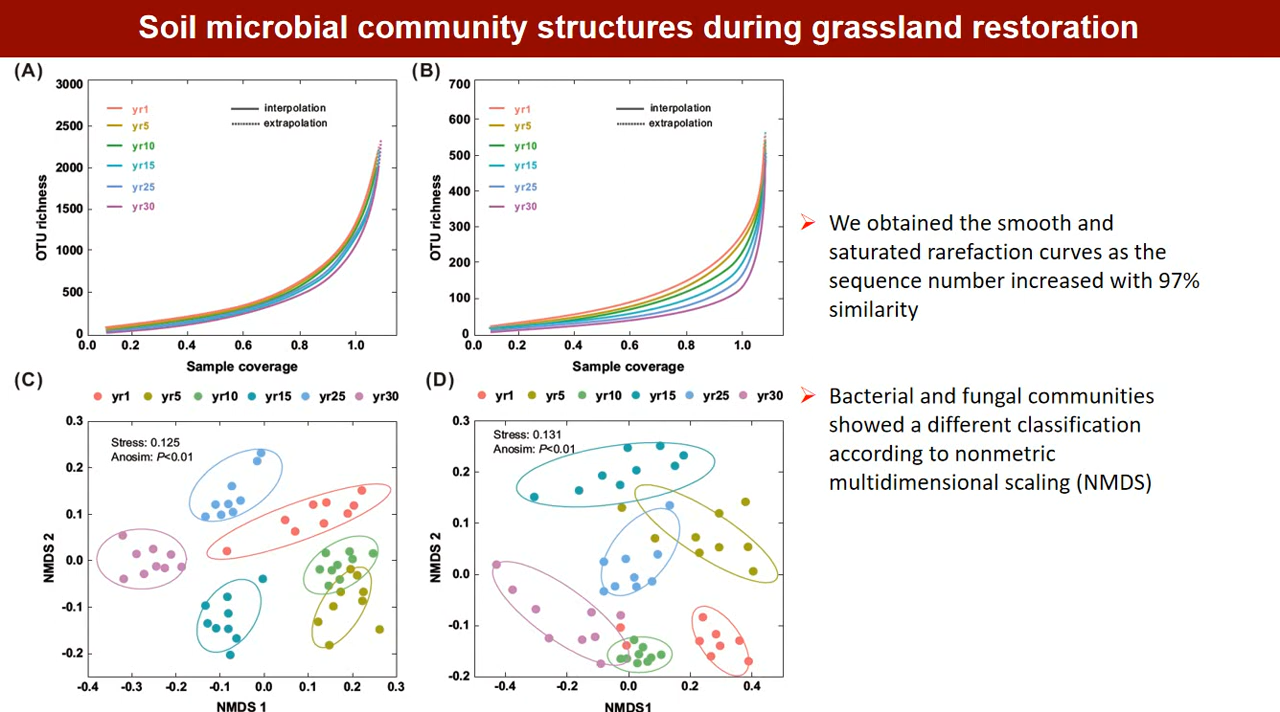 Soil microbial community structures during grassland restoration
(A)
3000
2500
2000
1500
1000
500
0
OTU richness
yr1
yr5
yr10
yr15
yr25
yr30
interpolation
extrapolation
0.0 0.2 0.4 0.6 0.8 1.0
Sample coverage
(B)
700
600
500
400
300
200
100
0
OTU richness
yr1
yr5
yr10
yr15
yr25
yr30
interpolation
extrapolation
0.0 0.2 0.4 0.6 0.8 1.0
Sample coverage
(C)
yr1 yr5 yr10 yr15 yr25 yr30
Stress: 0.125
Anosim: P<0.01
0.3
0.2
0.1
0.0
-0.1
-0.2
NMDS 2
-0.4 -0.3 -0.2 -0.1 0.0 0.1 0.2 0.3
NMDS 1
(D)
yr1 yr5 yr10 yr15 yr25 yr30
Stress: 0.131
Anosim: P<0.01
0.3
0.2
0.1
0.0
-0.1
-0.2
NMDS 2
-0.4 -0.2 0.0 0.2 0.4
NMDS1
We obtained the smooth and
saturated rarefaction curves as the
sequence number increased with 97%
similarity
Bacterial and fungal communities
showed a different classification
according to nonmetric
multidimensional scaling (NMDS)